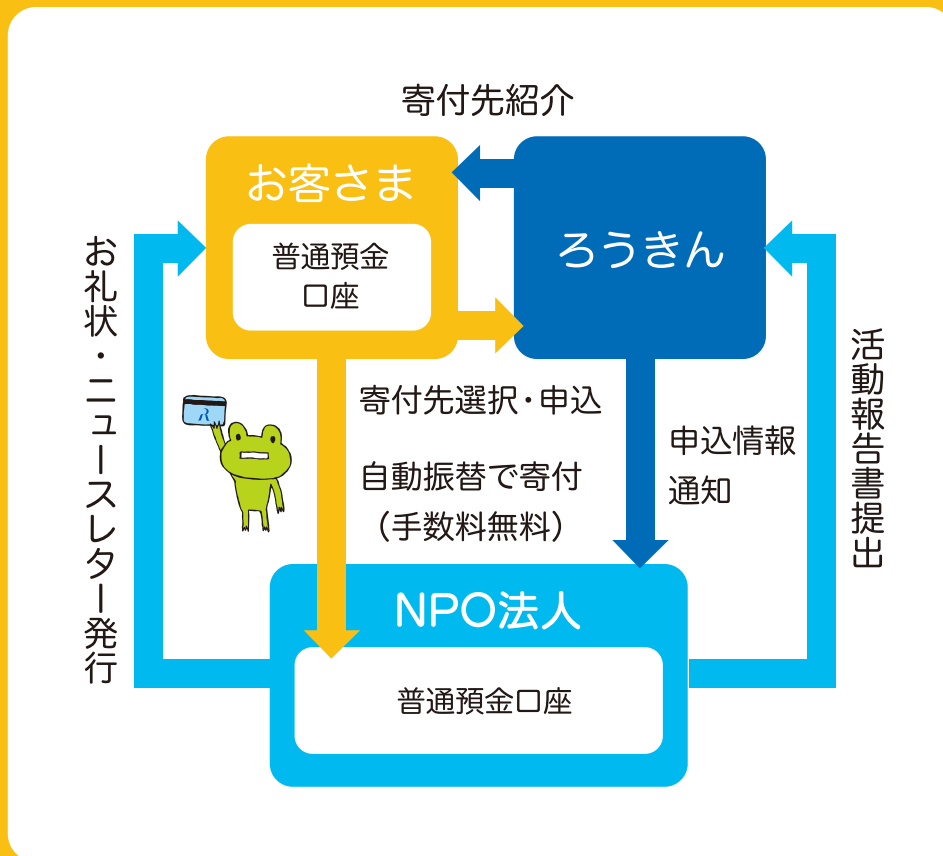 寄付先紹介
お客さま
普通預金
口座
ろうきん
お礼状・ニュースレター発行
寄付先選択・申込
自動振替で寄付
（手数料無料）
申込情報
通知
活動報告書提出
R
NPO法人
普通預金口座